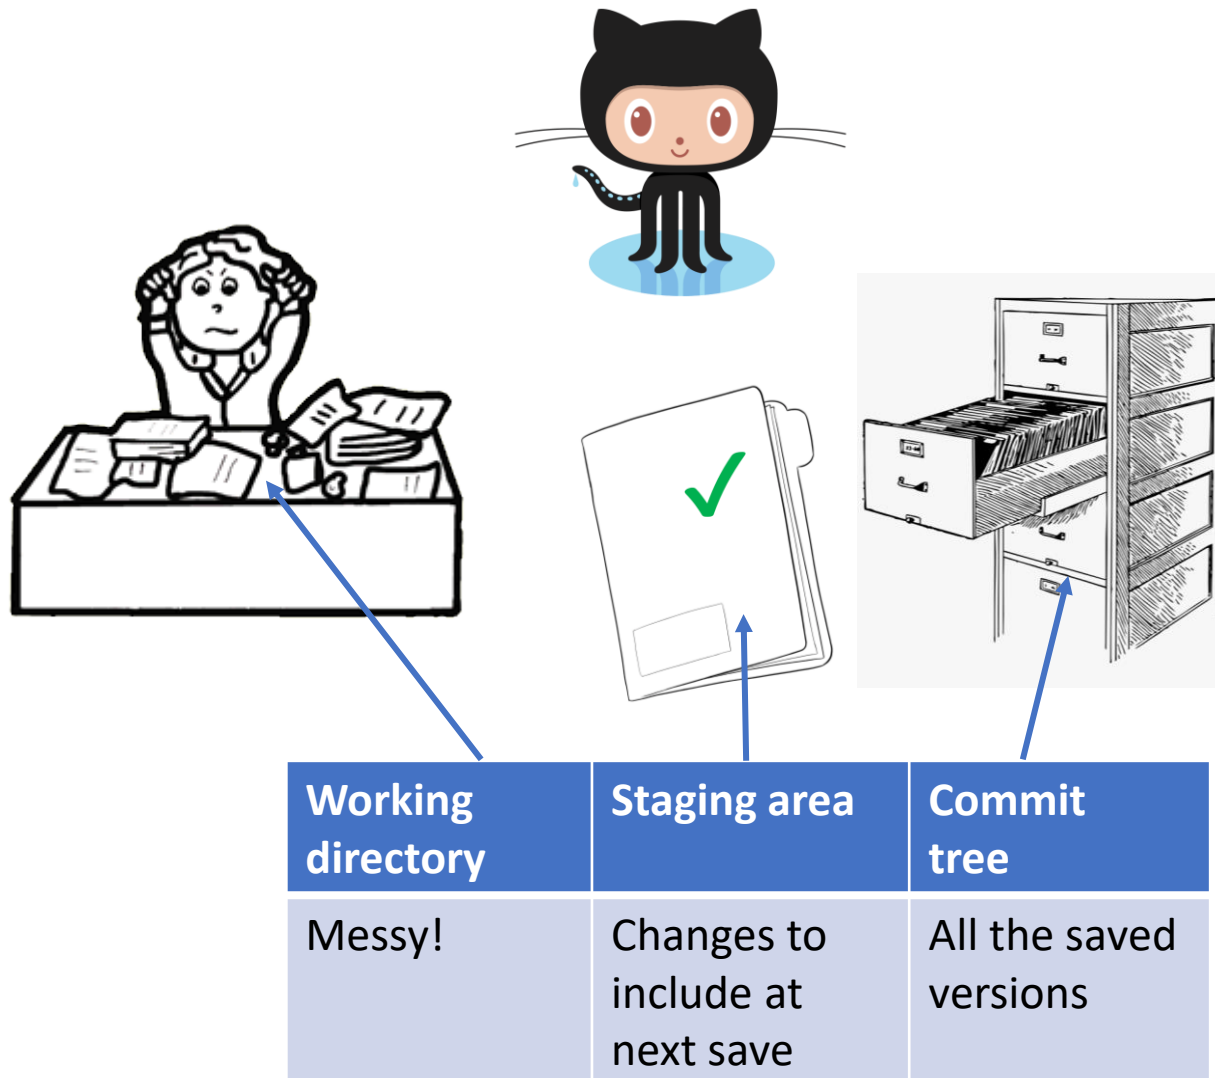 Working
directory
Staging area
Commit
tree
Messy!
Changes to
include at
next save
All the saved
versions